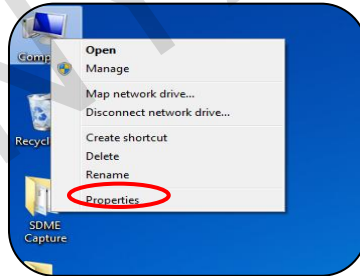 Open
Comp
Manage
Map network drive...
Disconnect network drive...
Create shortcut
Recycl
Delete
Rename
Properties
SDME
Capture